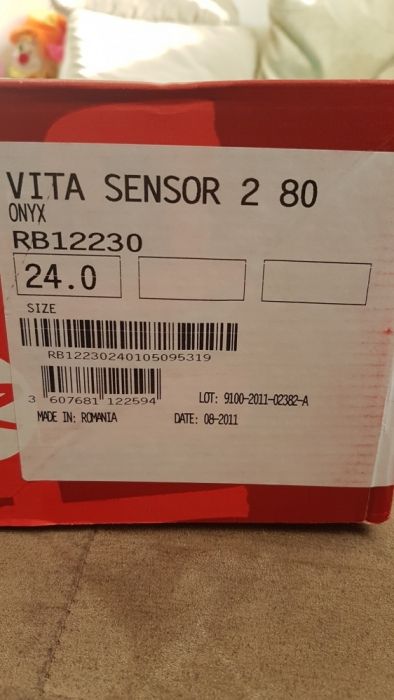 VITA SENSOR 2 80
ONYX
RB12230
24.0
SIZE
RB12230240105095319
3 607681 122594
LOT: 9100-2011-02382-A
MADE IN: ROMANIA DATE: 08-2011